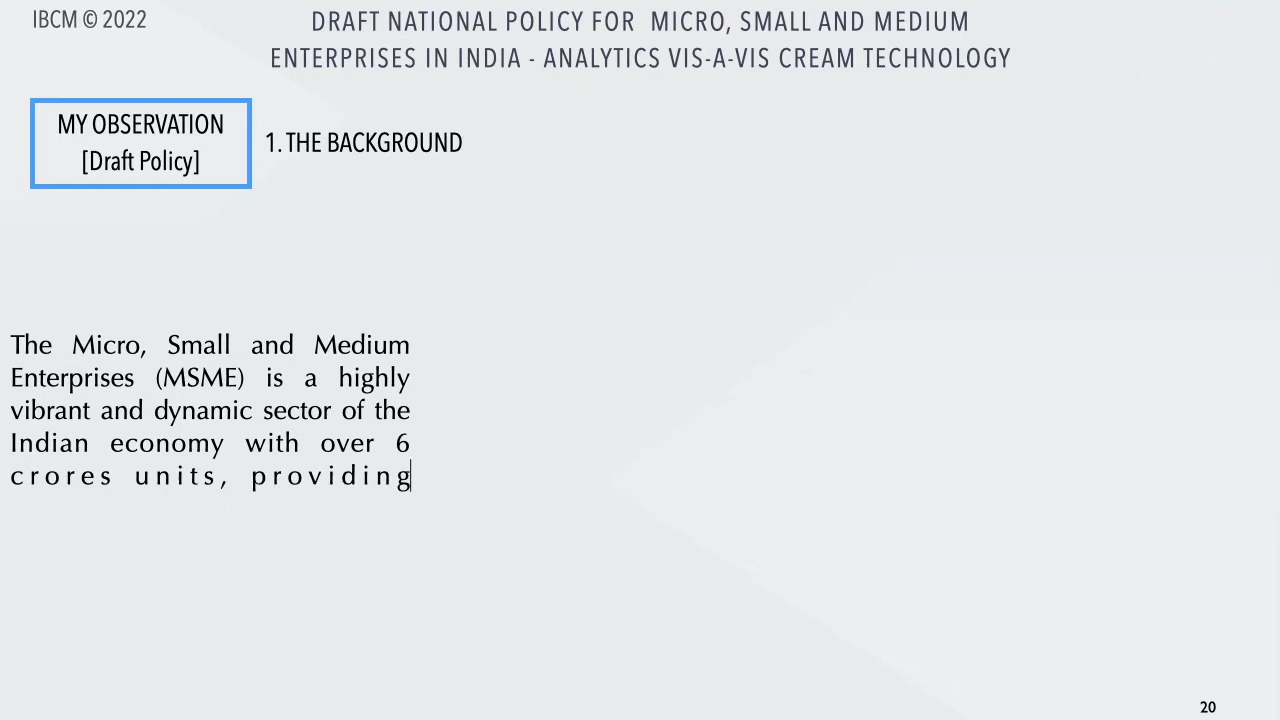 IBCM © 2022
DRAFT NATIONAL POLICY FOR MICRO, SMALL AND MEDIUM
ENTERPRISES IN INDIA - ANALYTICS VIS-A-VIS CREAM TECHNOLOGY
MY OBSERVATION
[Draft Policy]
1. THE BACKGROUND
The Micro, Small and Medium
Enterprises (MSME) is a highly
vibrant and dynamic sector of the
Indian economy with over 6
crores units, providing
20